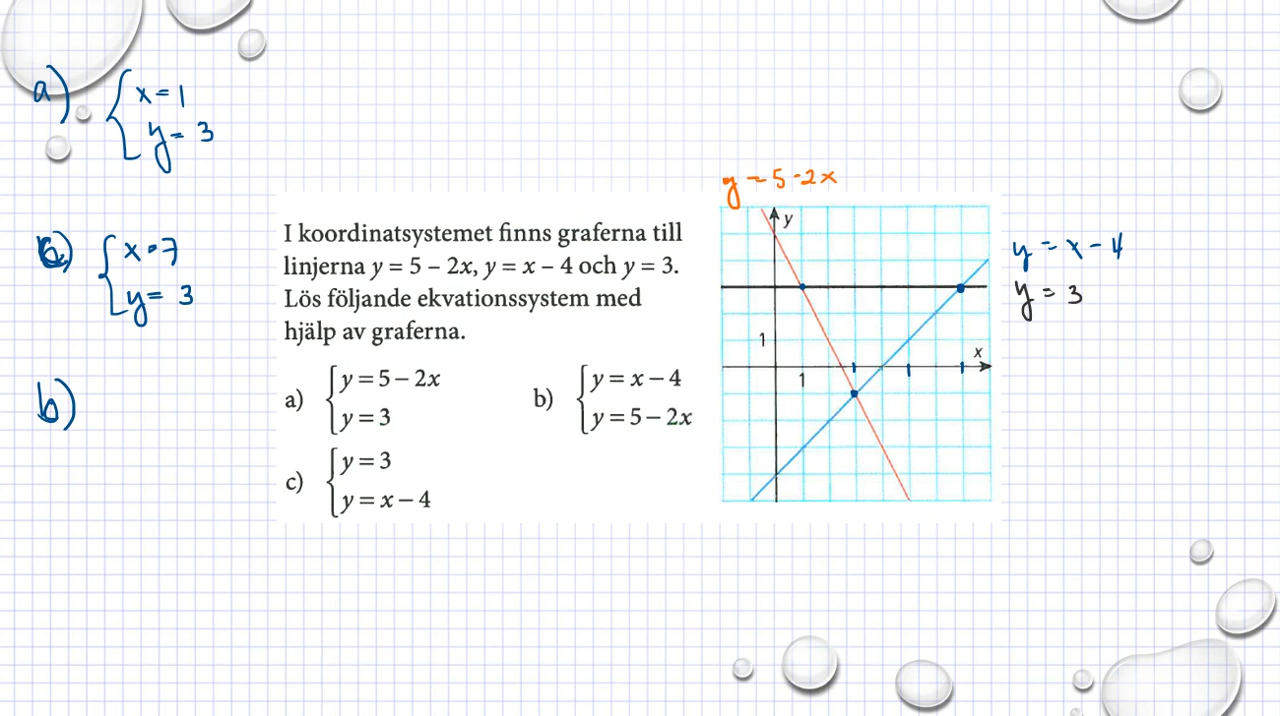 a) { x = 1
y = 3
c) { x = 7
y = 3
b)
I koordinatsystemet finns graferna till
linjerna y = 5 – 2x, y = x – 4 och y = 3.
Lös följande ekvationssystem med
hjälp av graferna.
a) { y = 5 – 2x
y = 3
b) { y = x – 4
y = 5 – 2x
c) { y = 3
y = x – 4
y = 5 - 2x
y
1
x
1
y = x - 4
y = 3